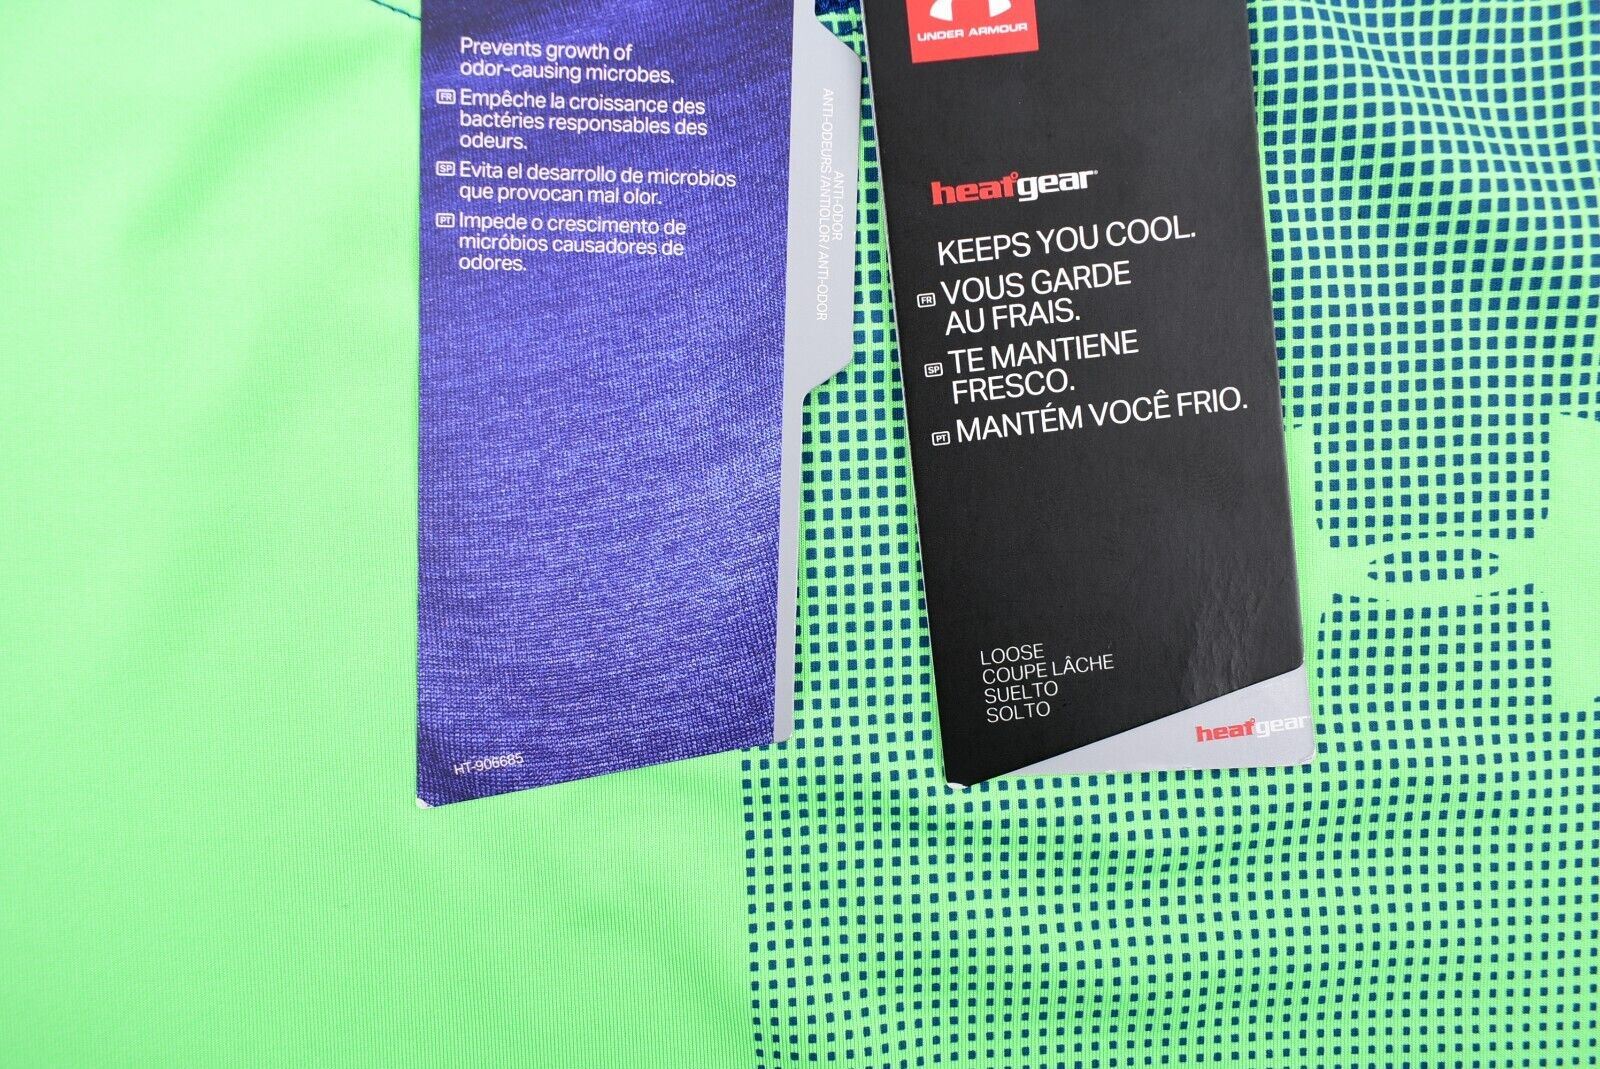 Prevents growth of
odor-causing microbes.
FR Empêche la croissance des
bactéries responsables des
odeurs.
SP Evita el desarrollo de microbios
que provocan mal olor.
PT Impede o crescimento de
micróbios causadores de
odores.
HT-906685
ANTI-ODOR
ANTI-ODEURS / ANTIOLOR / ANTI-ODOR
UNDER ARMOUR
heatgear®
KEEPS YOU COOL.
FR VOUS GARDE
AU FRAIS.
SP TE MANTIENE
FRESCO.
PT MANTÉM VOCÊ FRIO.
LOOSE
COUPE LÂCHE
SUELTO
SOLTO
heatgear